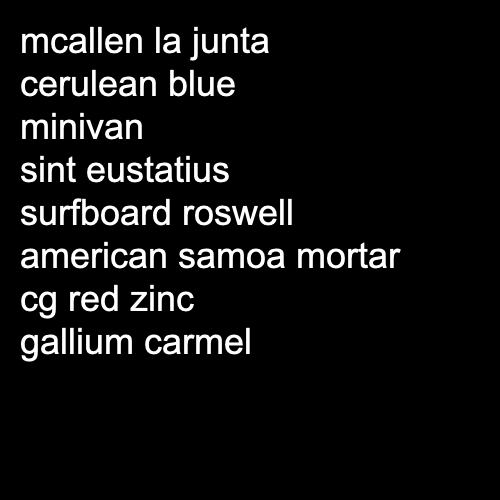 mcallen la junta
cerulean blue
minivan
sint eustatius
surfboard roswell
american samoa mortar
cg red zinc
gallium carmel